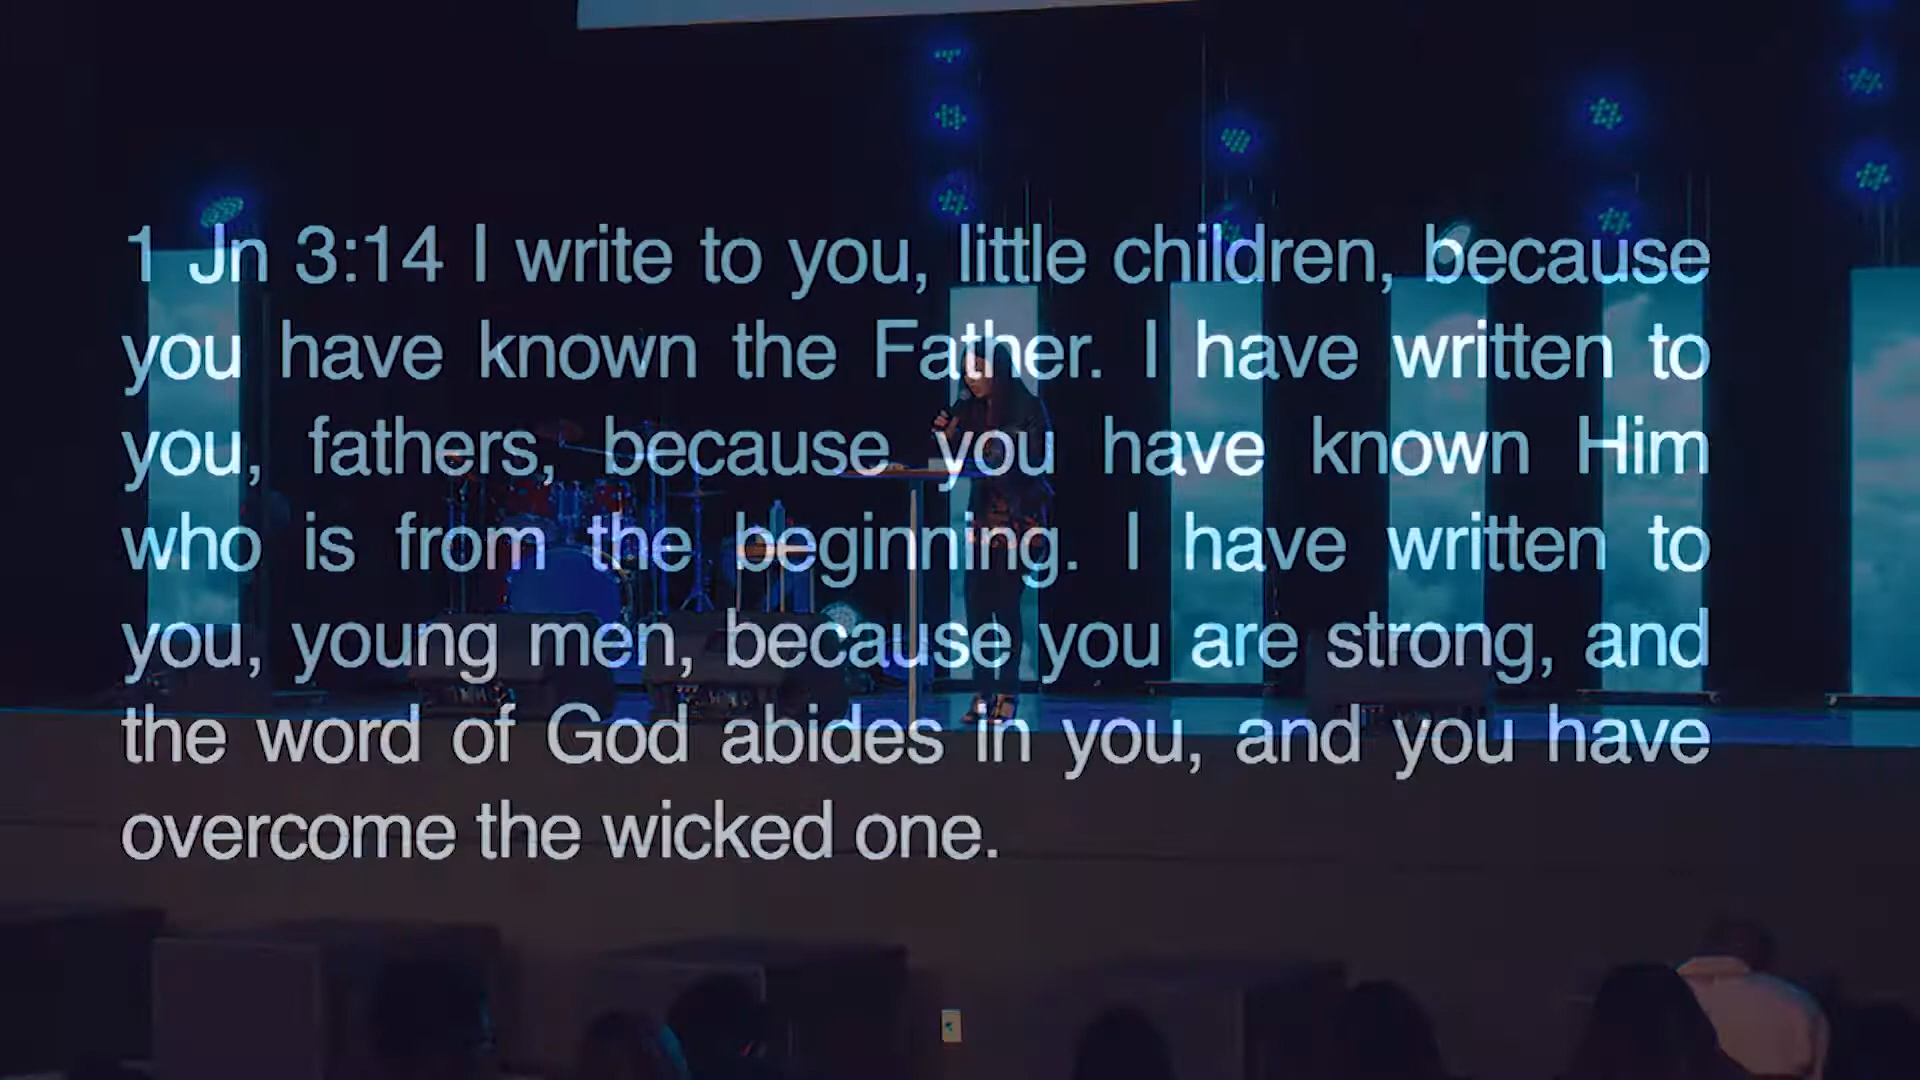 1 Jn 3:14 I write to you, little children, because
you have known the Father. I have written to
you, fathers, because you have known Him
who is from the beginning. I have written to
you, young men, because you are strong, and
the word of God abides in you, and you have
overcome the wicked one.